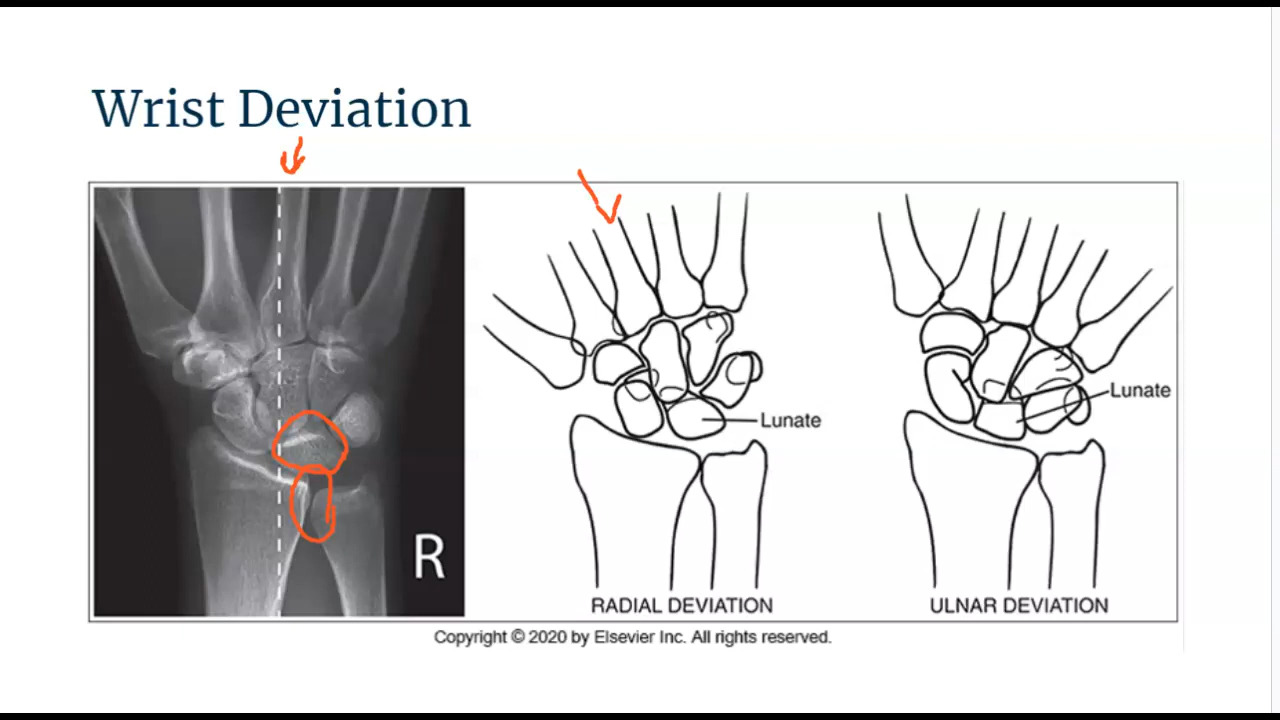 Wrist Deviation
R
Lunate
Lunate
RADIAL DEVIATION
ULNAR DEVIATION
Copyright © 2020 by Elsevier Inc. All rights reserved.